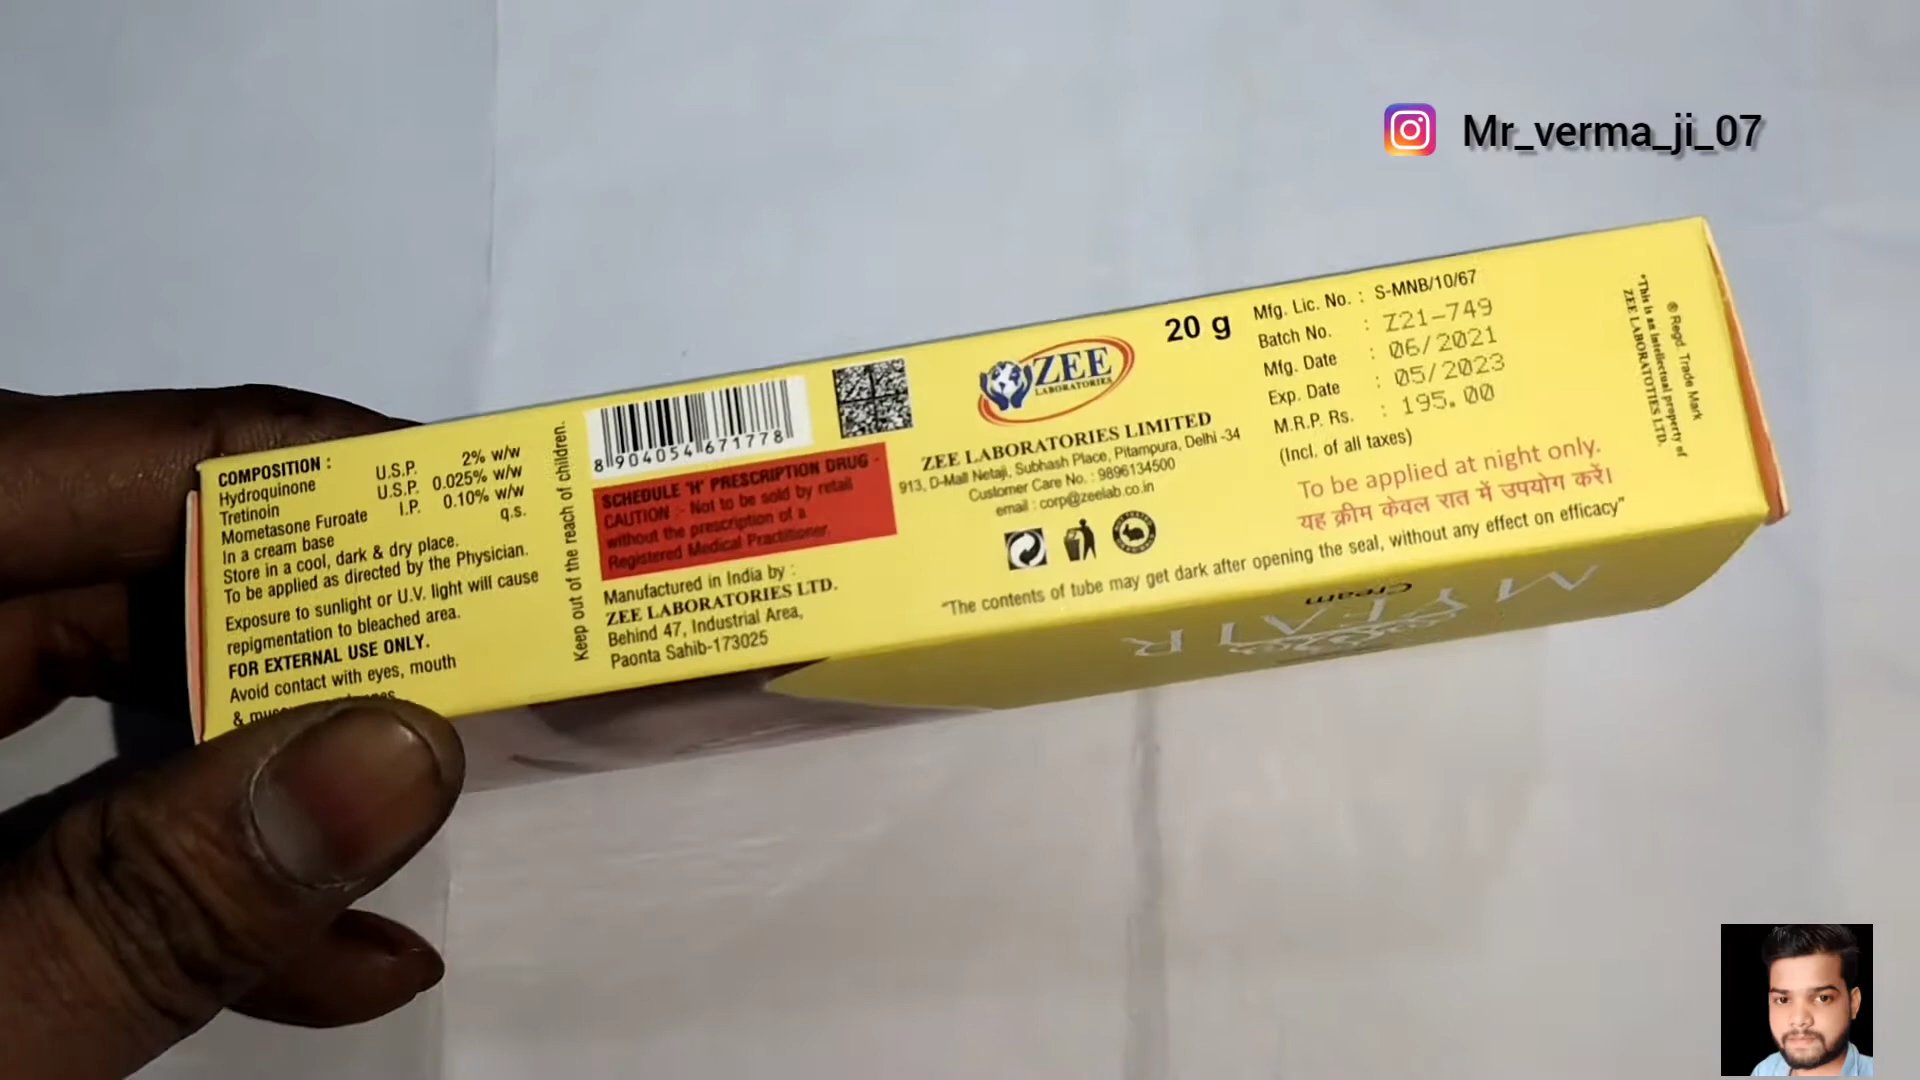 Mr_verma_ji_07
COMPOSITION :
Hydroquinone U.S.P. 2% w/w
Tretinoin U.S.P. 0.025% w/w
Mometasone Furoate I.P. 0.10% w/w
In a cream base q.s.
Store in a cool, dark & dry place.
To be applied as directed by the Physician.
Exposure to sunlight or U.V. light will cause
repigmentation to bleached area.
FOR EXTERNAL USE ONLY.
Avoid contact with eyes, mouth
&
Keep out of the reach of children.
8 904054 671778
SCHEDULE 'H' PRESCRIPTION DRUG -
CAUTION :- Not to be sold by retail
without the prescription of a
Registered Medical Practitioner.
Manufactured in India by :
ZEE LABORATORIES LTD.
Behind 47, Industrial Area,
Paonta Sahib-173025
ZEE
LABORATORIES
20 g
ZEE LABORATORIES LIMITED
913, D-Mall Netaji, Subhash Place, Pitampura, Delhi -34
Customer Care No. : 9896134500
email : corp@zeelab.co.in
Mfg. Lic. No. : S-MNB/10/67
Batch No. : Z21-749
Mfg. Date : 06/2021
Exp. Date : 05/2023
M.R.P. Rs. : 195.00
(Incl. of all taxes)
To be applied at night only.
यह क्रीम केवल रात में उपयोग करें।
"The contents of tube may get dark after opening the seal, without any effect on efficacy"
® Regd. Trade Mark
"This is an intellectual property of
ZEE LABORATOTIES LTD.
MYFAIR
Cream